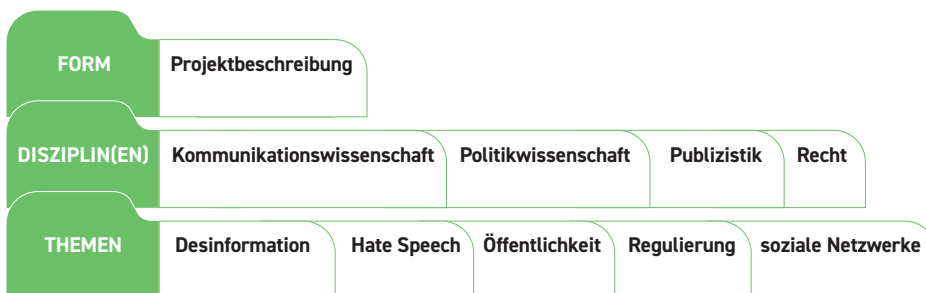 FORM Projektbeschreibung
DISZIPLIN(EN) Kommunikationswissenschaft Politikwissenschaft Publizistik Recht
THEMEN Desinformation Hate Speech Öffentlichkeit Regulierung soziale Netzwerke